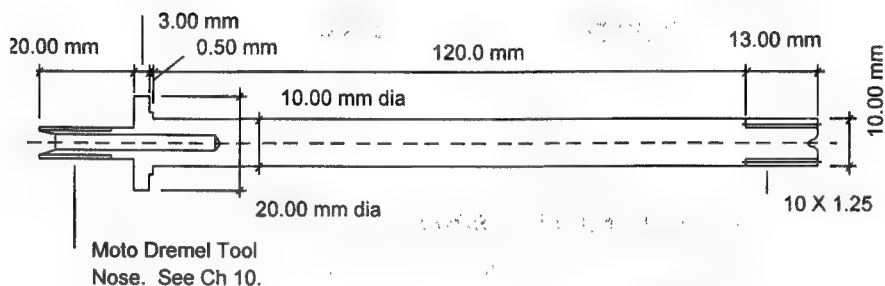 3.00 mm
20.00 mm
0.50 mm
120.0 mm
13.00 mm
10.00 mm dia
10.00 mm
20.00 mm dia
10 X 1.25
Moto Dremel Tool
Nose. See Ch 10.